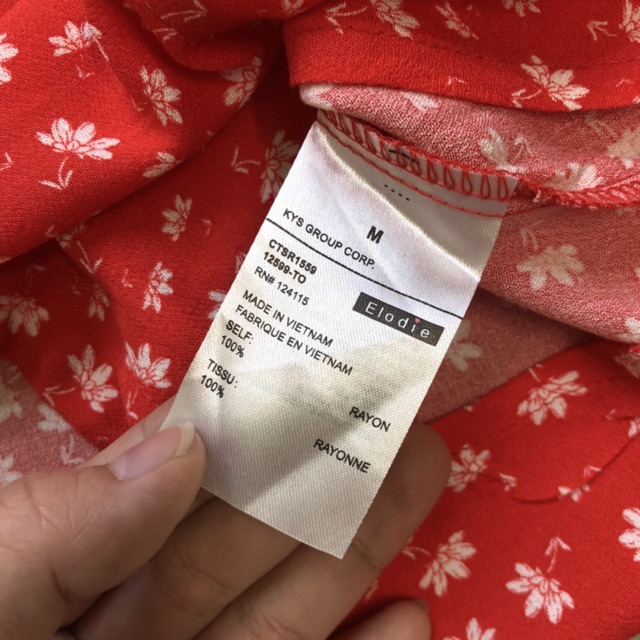 M
KYS GROUP CORP.
CTSR1559
12599-TO
RN# 124115
Elodie
MADE IN VIETNAM
FABRIQUE EN VIETNAM
SELF:
100% RAYON
TISSU:
100% RAYONNE